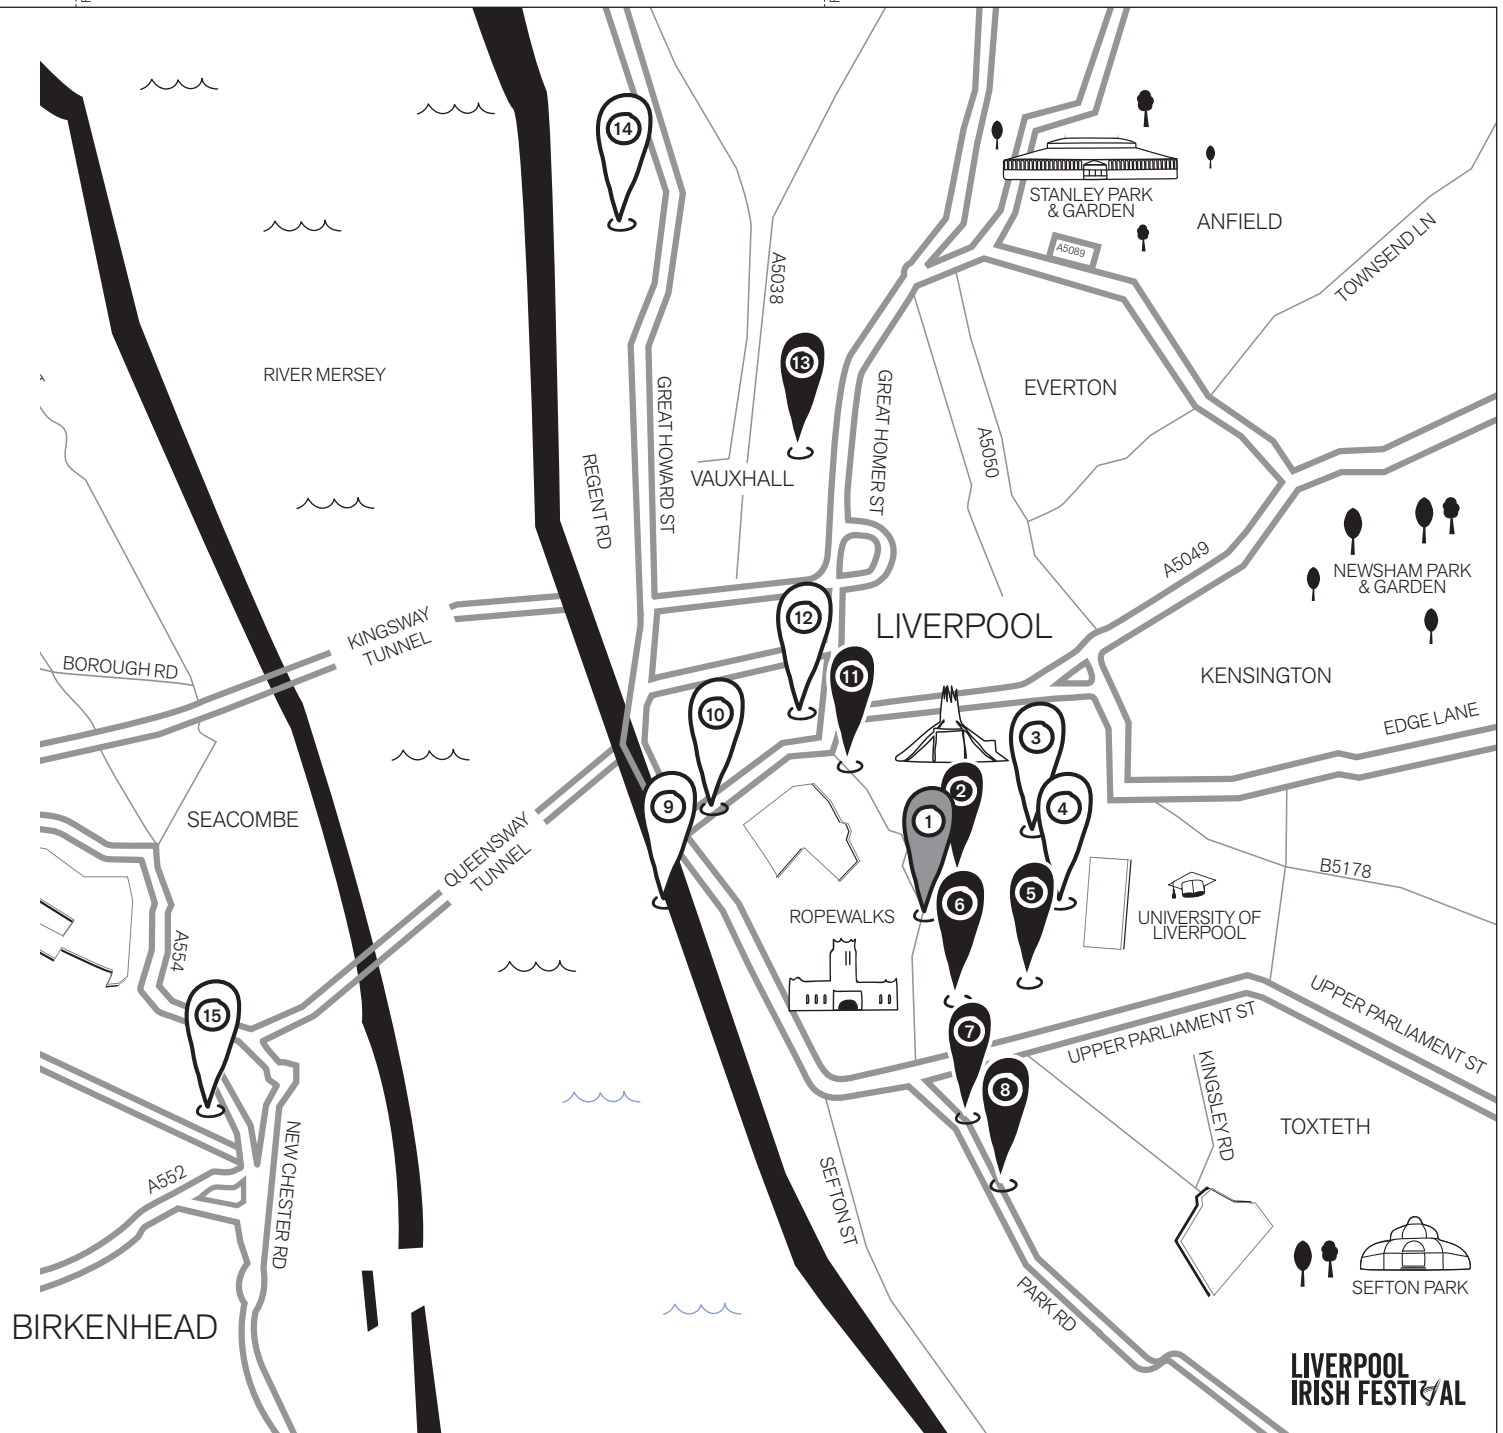 14
STANLEY PARK
& GARDEN
ANFIELD
A5089
TOWNSEND LN
A5038
RIVER MERSEY
13
EVERTON
GREAT HOWARD ST
GREAT HOMER ST
A5050
REGENT RD
VAUXHALL
A5049
NEWSHAM PARK
& GARDEN
KINGSWAY
TUNNEL
12
LIVERPOOL
BOROUGH RD
11
KENSINGTON
10
EDGE LANE
3
2
9
4
1
SEACOMBE
QUEENSWAY
TUNNEL
B5178
5
6
ROPEWALKS
UNIVERSITY OF
LIVERPOOL
A554
15
UPPER PARLIAMENT ST
UPPER PARLIAMENT ST
7
8
KINGSLEY RD
TOXTETH
NEW CHESTER RD
A552
SEFTON ST
SEFTON PARK
PARK RD
BIRKENHEAD
LIVERPOOL
IRISH FESTIVAL